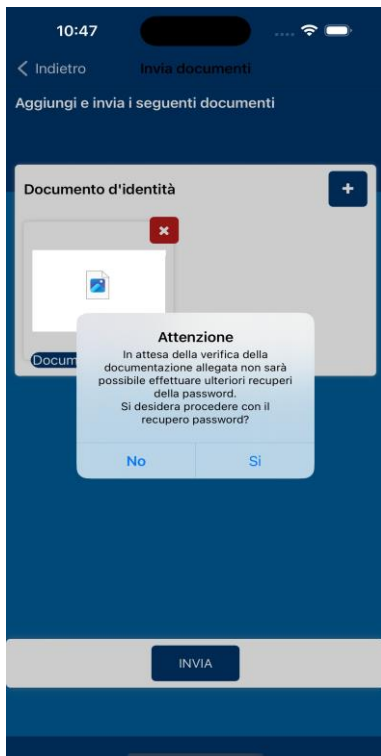 10:47
Indietro
Invia documenti
Aggiungi e invia i seguenti documenti
Documento d'identità
Docum
Attenzione
In attesa della verifica della
documentazione allegata non sarà
possibile effettuare ulteriori recuperi
della password.
Si desidera procedere con il
recupero password?
No
Si
INVIA